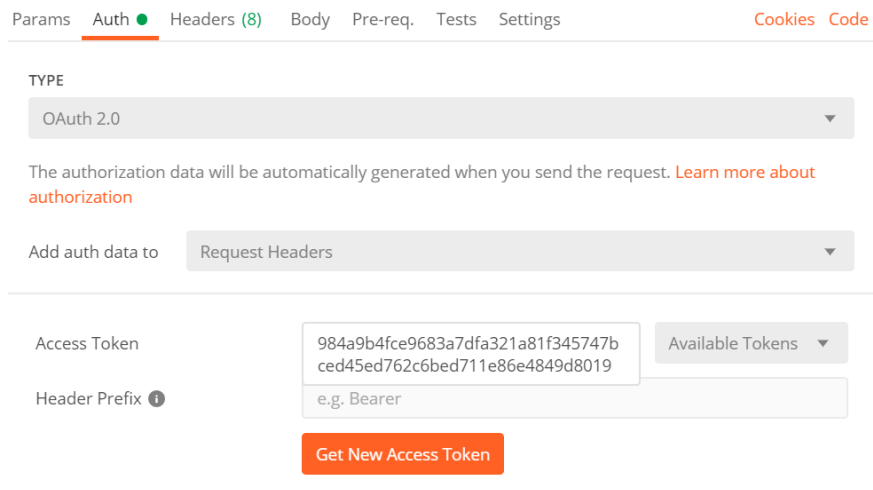 Params Auth Headers (8) Body Pre-req. Tests Settings Cookies Code
TYPE
OAuth 2.0
The authorization data will be automatically generated when you send the request. Learn more about
authorization
Add auth data to Request Headers
Access Token 984a9b4fce9683a7dfa321a81f345747b Available Tokens
ced45ed762c6bed711e86e4849d8019
Header Prefix i e.g. Bearer
Get New Access Token